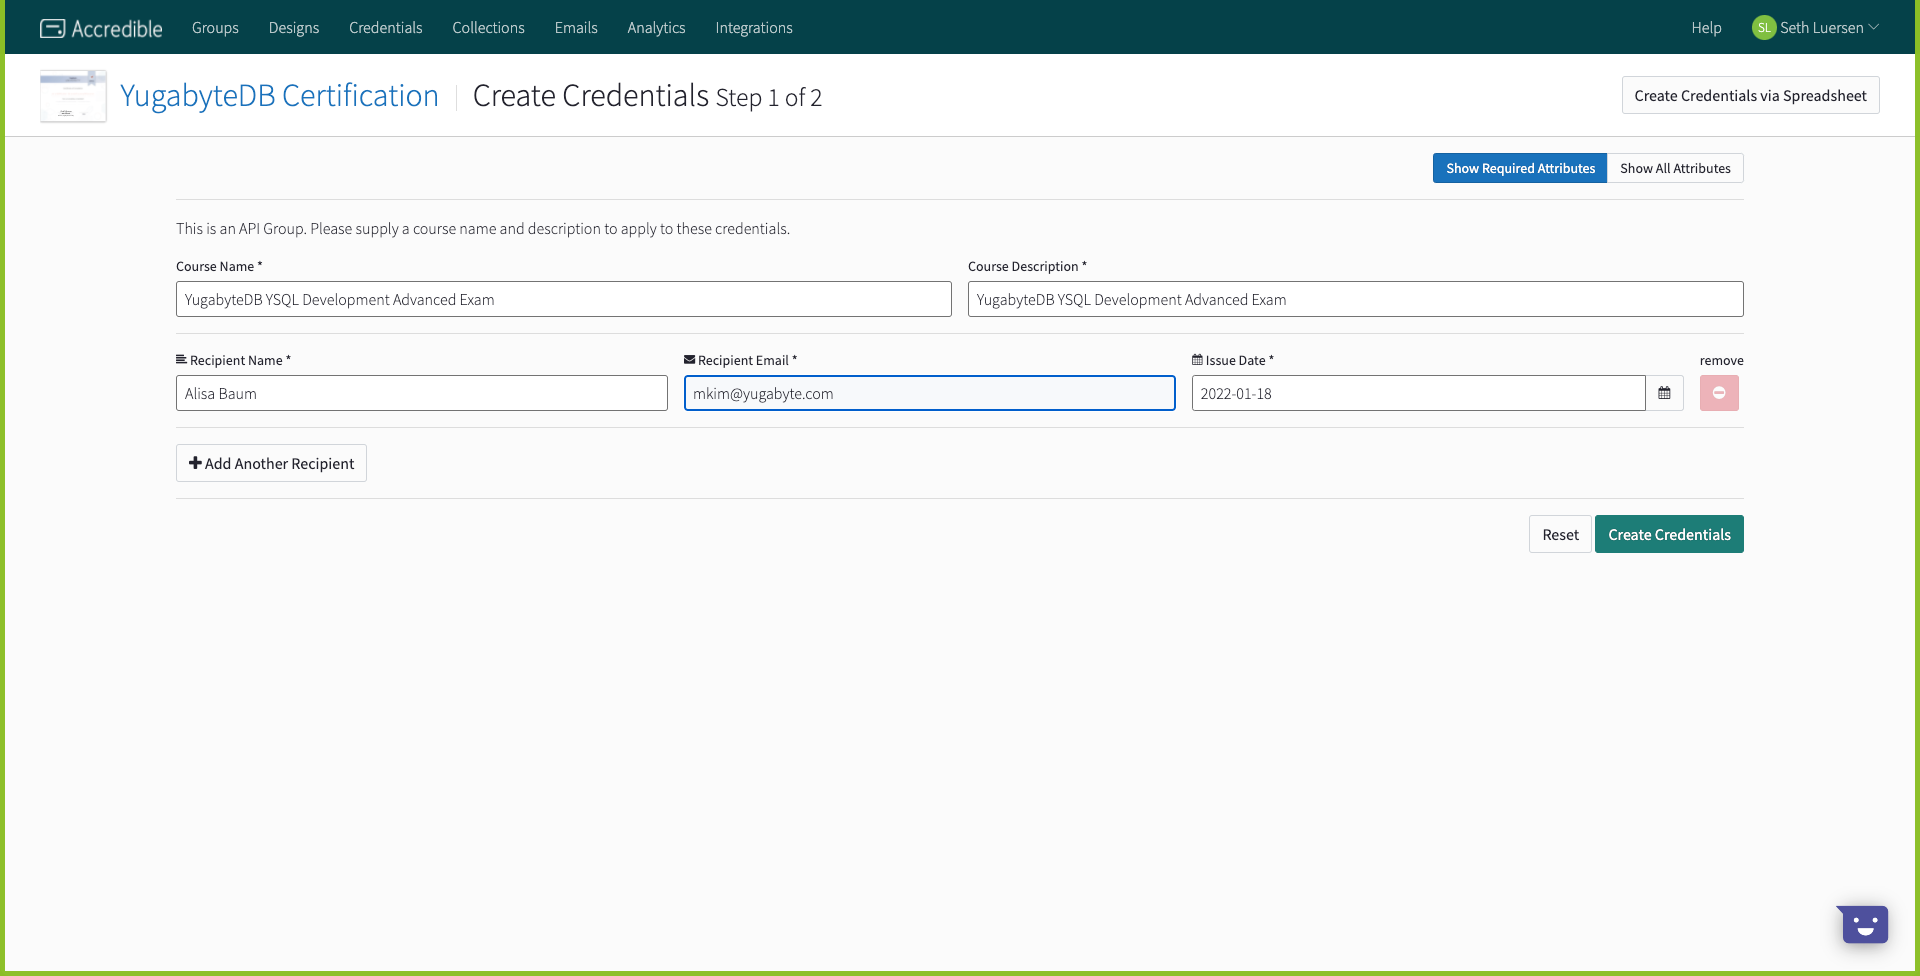 Accredible Groups Designs Credentials Collections Emails Analytics Integrations Help SL Seth Luersen
YugabyteDB Certification Create Credentials Step 1 of 2 Create Credentials via Spreadsheet
Show Required Attributes Show All Attributes
This is an API Group. Please supply a course name and description to apply to these credentials.
Course Name * Course Description *
YugabyteDB YSQL Development Advanced Exam YugabyteDB YSQL Development Advanced Exam
Recipient Name * Recipient Email * Issue Date * remove
Alisa Baum mkim@yugabyte.com 2022-01-18
Add Another Recipient
Reset Create Credentials